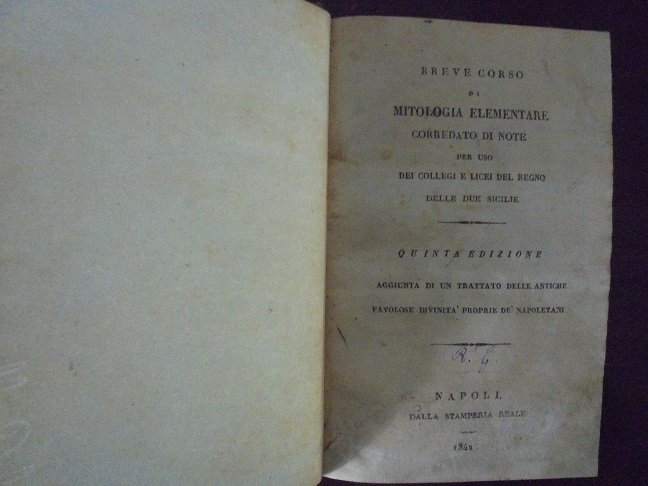 BREVE CORSO
DI
MITOLOGIA ELEMENTARE
CORREDATO DI NOTE
PER USO
DEI COLLEGI E LICEI DEL REGNO
DELLE DUE SICILIE
QUINTA EDIZIONE
AGGIUNTA DI UN TRATTATO DELLE ANTICHE
FAVOLOSE DIVINITA' PROPRIE DE' NAPOLETANI
R. G.
NAPOLI,
DALLA STAMPERIA REALE
1842